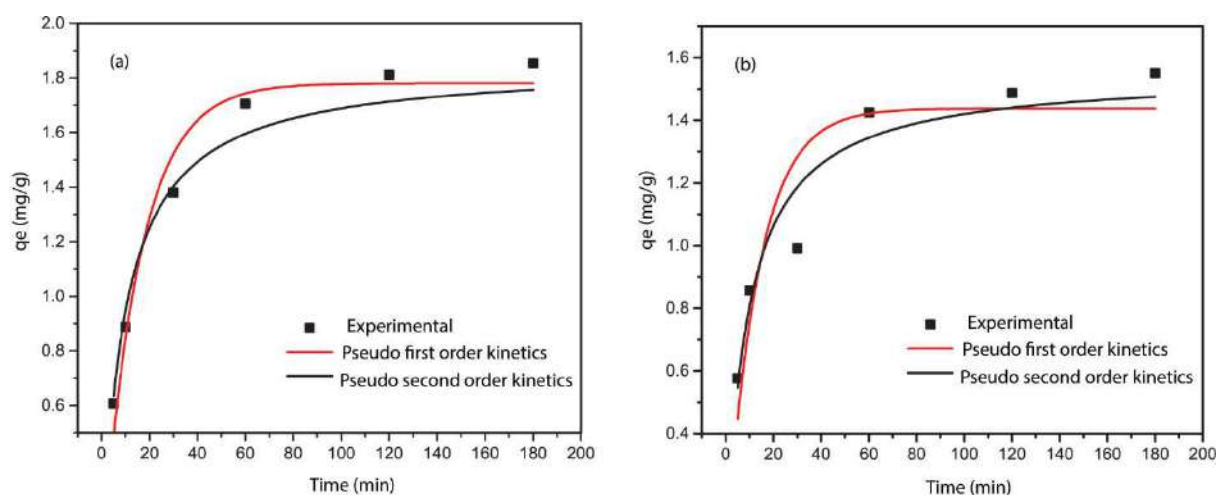 (a)
2.0
1.8
1.6
1.4
1.2
1.0
0.8
0.6
qe (mg/g)
Experimental
Pseudo first order kinetics
Pseudo second order kinetics
0 20 40 60 80 100 120 140 160 180 200
Time (min)
(b)
1.6
1.4
1.2
1.0
0.8
0.6
0.4
qe (mg/g)
Experimental
Pseudo first order kinetics
Pseudo second order kinetics
0 20 40 60 80 100 120 140 160 180 200
Time (min)